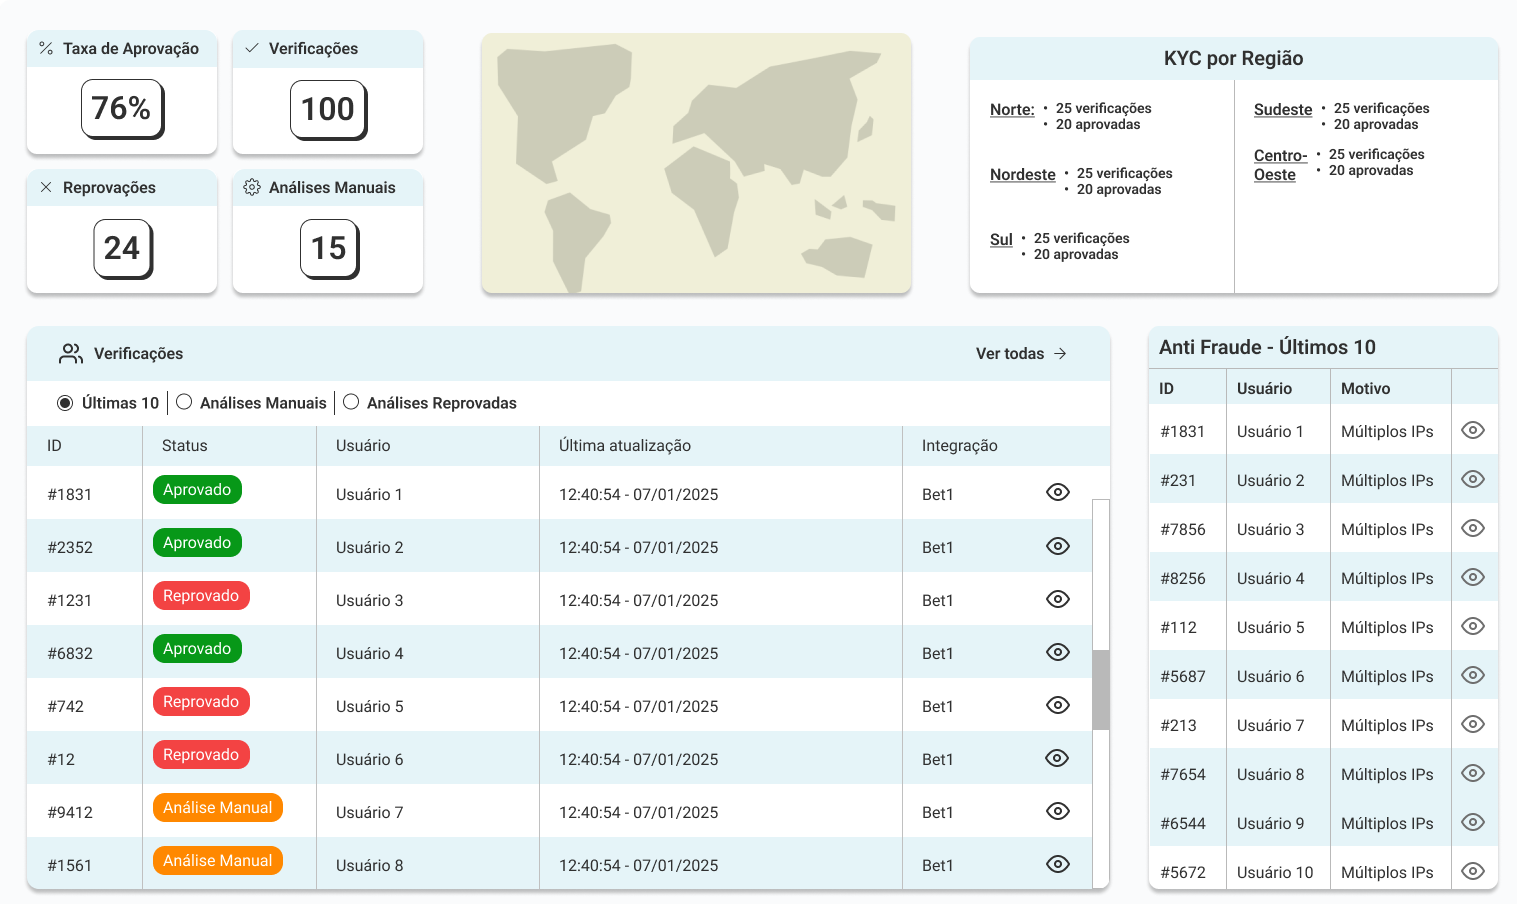 Taxa de Aprovação
76%
Verificações
100
Reprovações
24
Análises Manuais
15
KYC por Região
Norte:
• 25 verificações
• 20 aprovadas
Nordeste
• 25 verificações
• 20 aprovadas
Sul
• 25 verificações
• 20 aprovadas
Sudeste
• 25 verificações
• 20 aprovadas
Centro-
Oeste
• 25 verificações
• 20 aprovadas
Verificações
Ver todas →
Últimas 10
Análises Manuais
Análises Reprovadas
ID Status Usuário Última atualização Integração
#1831 Aprovado Usuário 1 12:40:54 - 07/01/2025 Bet1
#2352 Aprovado Usuário 2 12:40:54 - 07/01/2025 Bet1
#1231 Reprovado Usuário 3 12:40:54 - 07/01/2025 Bet1
#6832 Aprovado Usuário 4 12:40:54 - 07/01/2025 Bet1
#742 Reprovado Usuário 5 12:40:54 - 07/01/2025 Bet1
#12 Reprovado Usuário 6 12:40:54 - 07/01/2025 Bet1
#9412 Análise Manual Usuário 7 12:40:54 - 07/01/2025 Bet1
#1561 Análise Manual Usuário 8 12:40:54 - 07/01/2025 Bet1
Anti Fraude - Últimos 10
ID Usuário Motivo
#1831 Usuário 1 Múltiplos IPs
#231 Usuário 2 Múltiplos IPs
#7856 Usuário 3 Múltiplos IPs
#8256 Usuário 4 Múltiplos IPs
#112 Usuário 5 Múltiplos IPs
#5687 Usuário 6 Múltiplos IPs
#213 Usuário 7 Múltiplos IPs
#7654 Usuário 8 Múltiplos IPs
#6544 Usuário 9 Múltiplos IPs
#5672 Usuário 10 Múltiplos IPs